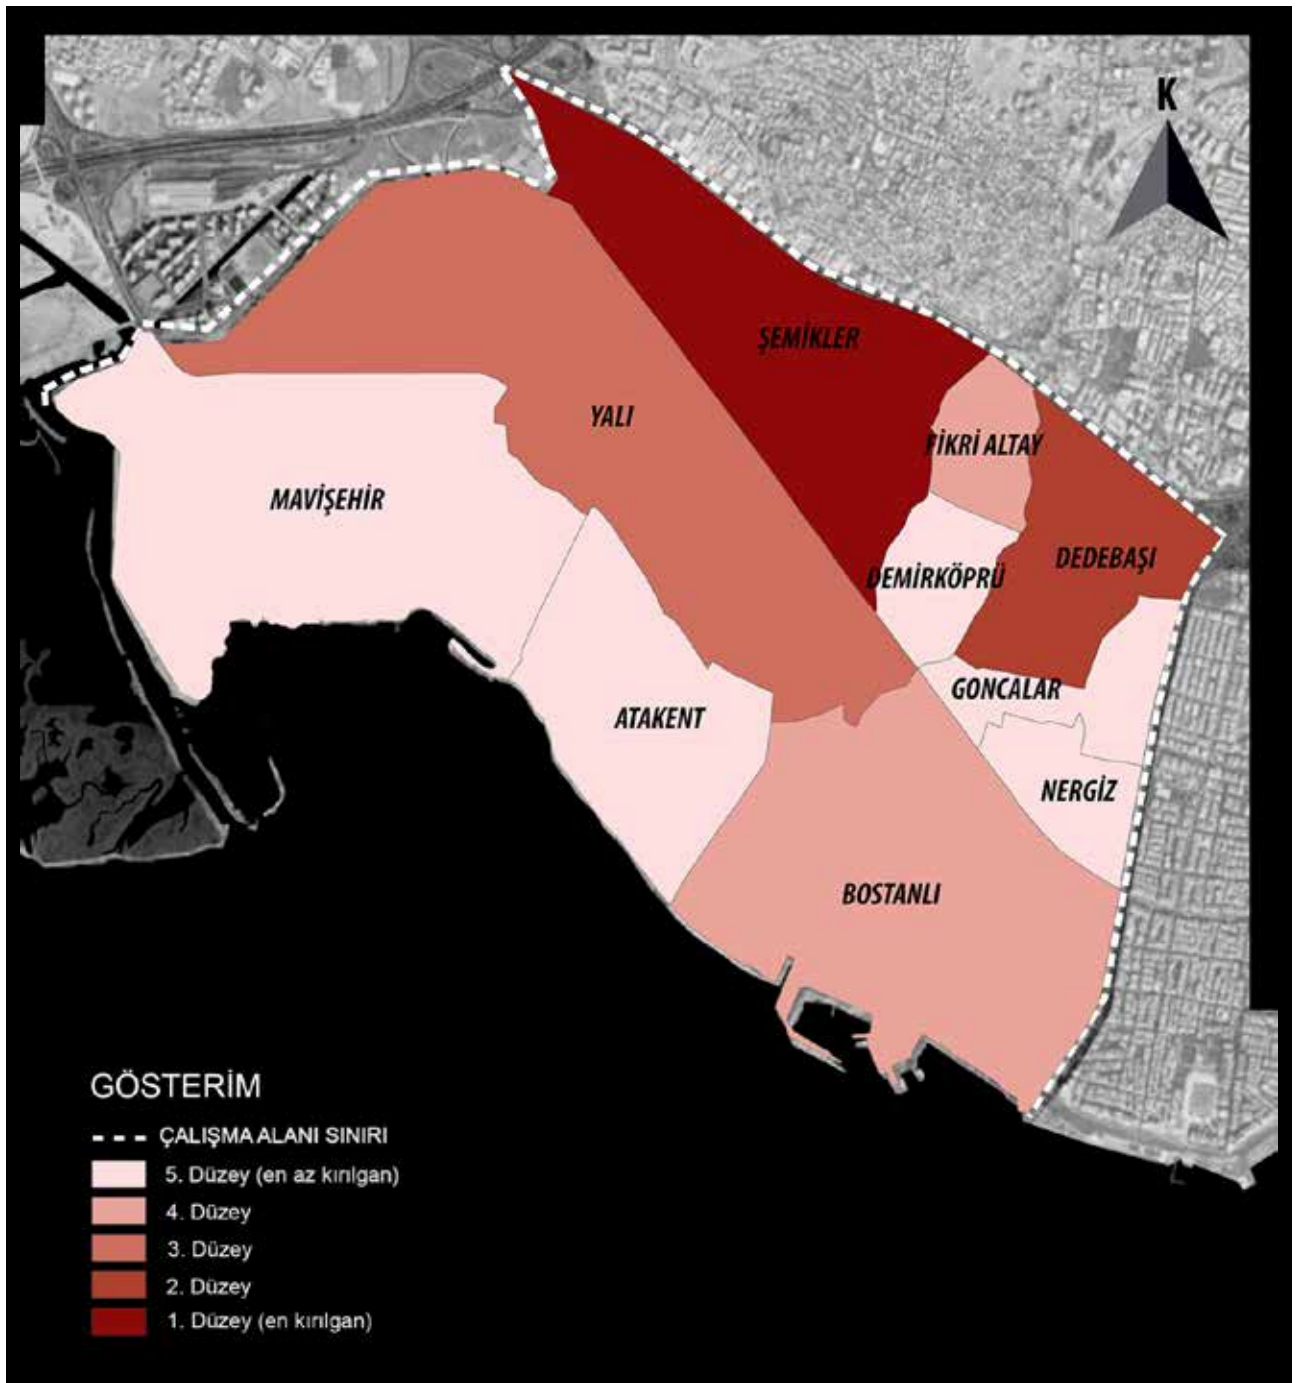 K
ŞEMİKLER
YALI
FİKRİ ALTAY
MAVİŞEHİR
DEDEBAŞI
DEMİRKÖPRÜ
GONCALAR
ATAKENT
NERGİZ
BOSTANLI
GÖSTERİM
ÇALIŞMA ALANI SINIRI
5. Düzey (en az kırılgan)
4. Düzey
3. Düzey
2. Düzey
1. Düzey (en kırılgan)